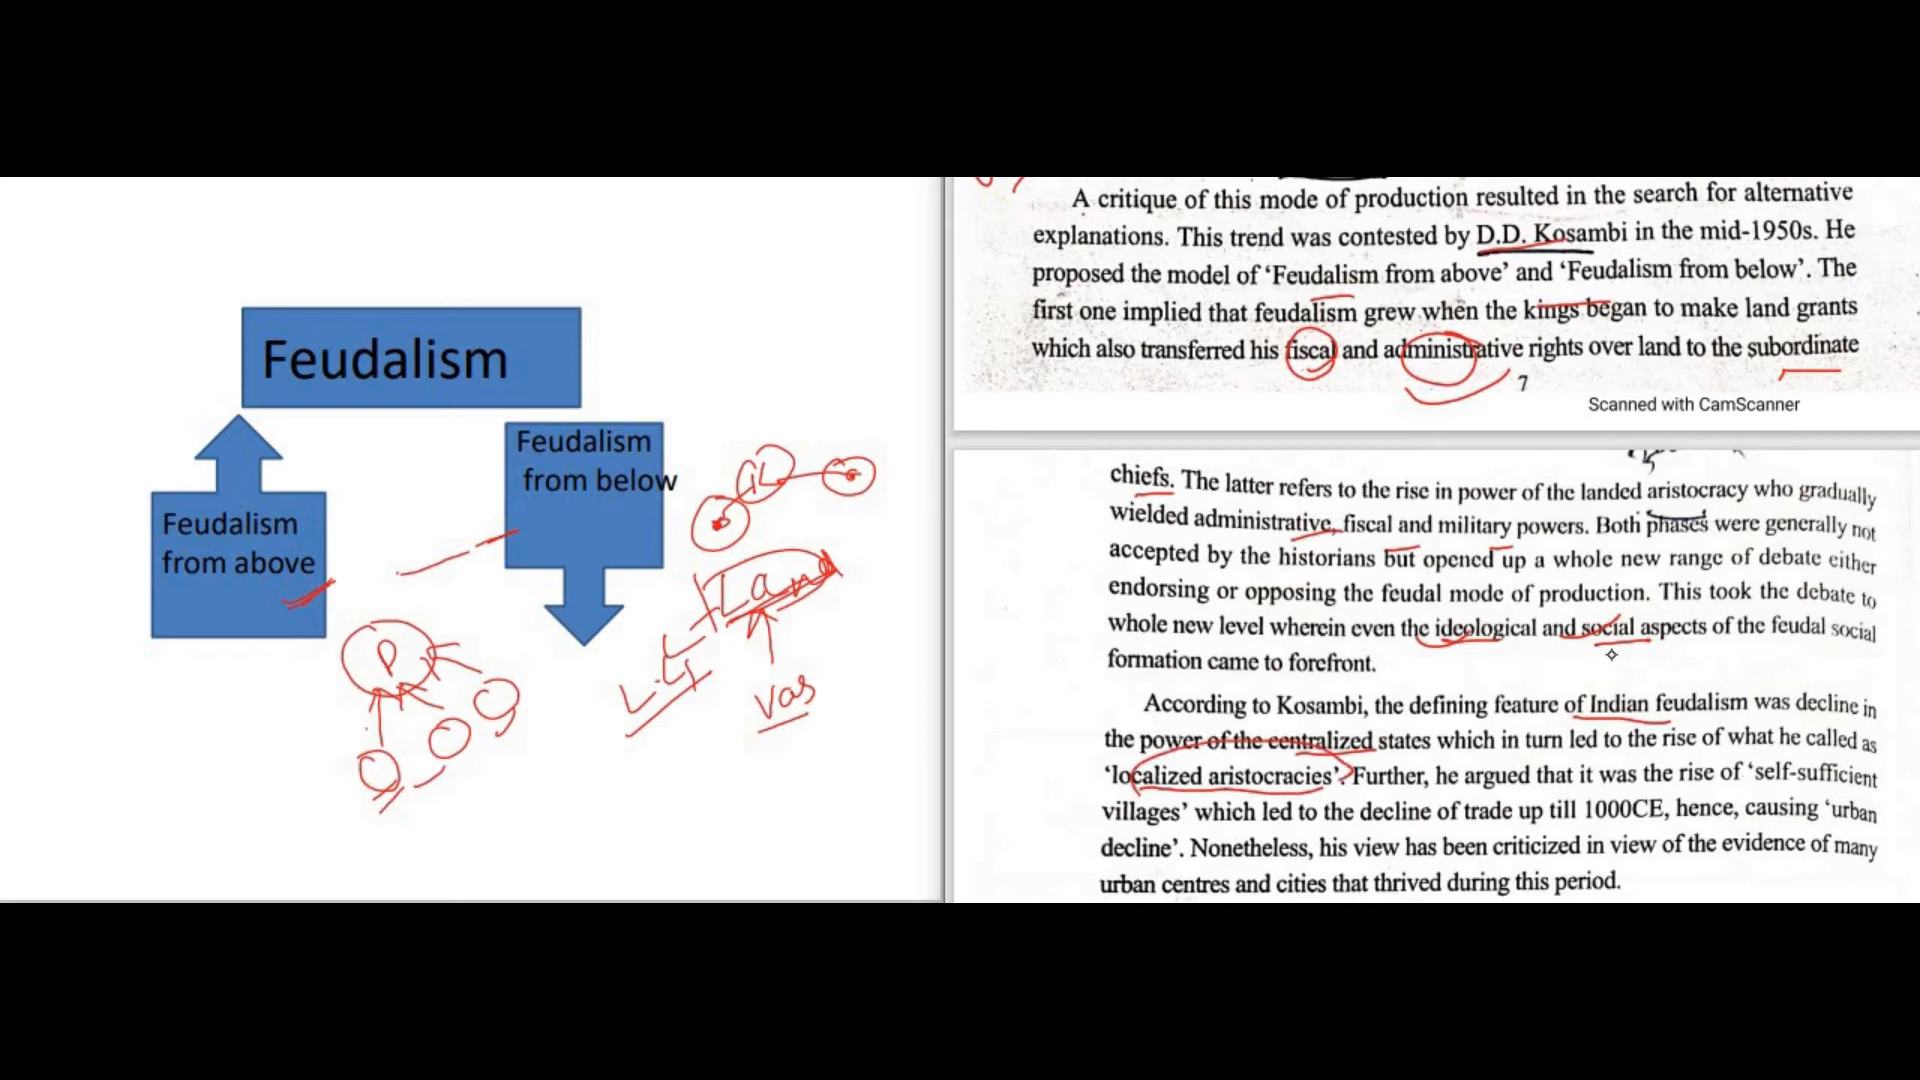 Feudalism
Feudalism
from below
Feudalism
from above
P
Land
vas
A critique of this mode of production resulted in the search for alternative
explanations. This trend was contested by D.D. Kosambi in the mid-1950s. He
proposed the model of ‘Feudalism from above’ and ‘Feudalism from below’. The
first one implied that feudalism grew when the kings began to make land grants
which also transferred his fiscal and administrative rights over land to the subordinate
7
Scanned with CamScanner
chiefs. The latter refers to the rise in power of the landed aristocracy who gradually
wielded administrative, fiscal and military powers. Both phases were generally not
accepted by the historians but opened up a whole new range of debate either
endorsing or opposing the feudal mode of production. This took the debate to
whole new level wherein even the ideological and social aspects of the feudal social
formation came to forefront.
According to Kosambi, the defining feature of Indian feudalism was decline in
the power of the centralized states which in turn led to the rise of what he called as
‘localized aristocracies’. Further, he argued that it was the rise of ‘self-sufficient
villages’ which led to the decline of trade up till 1000CE, hence, causing ‘urban
decline’. Nonetheless, his view has been criticized in view of the evidence of many
urban centres and cities that thrived during this period.